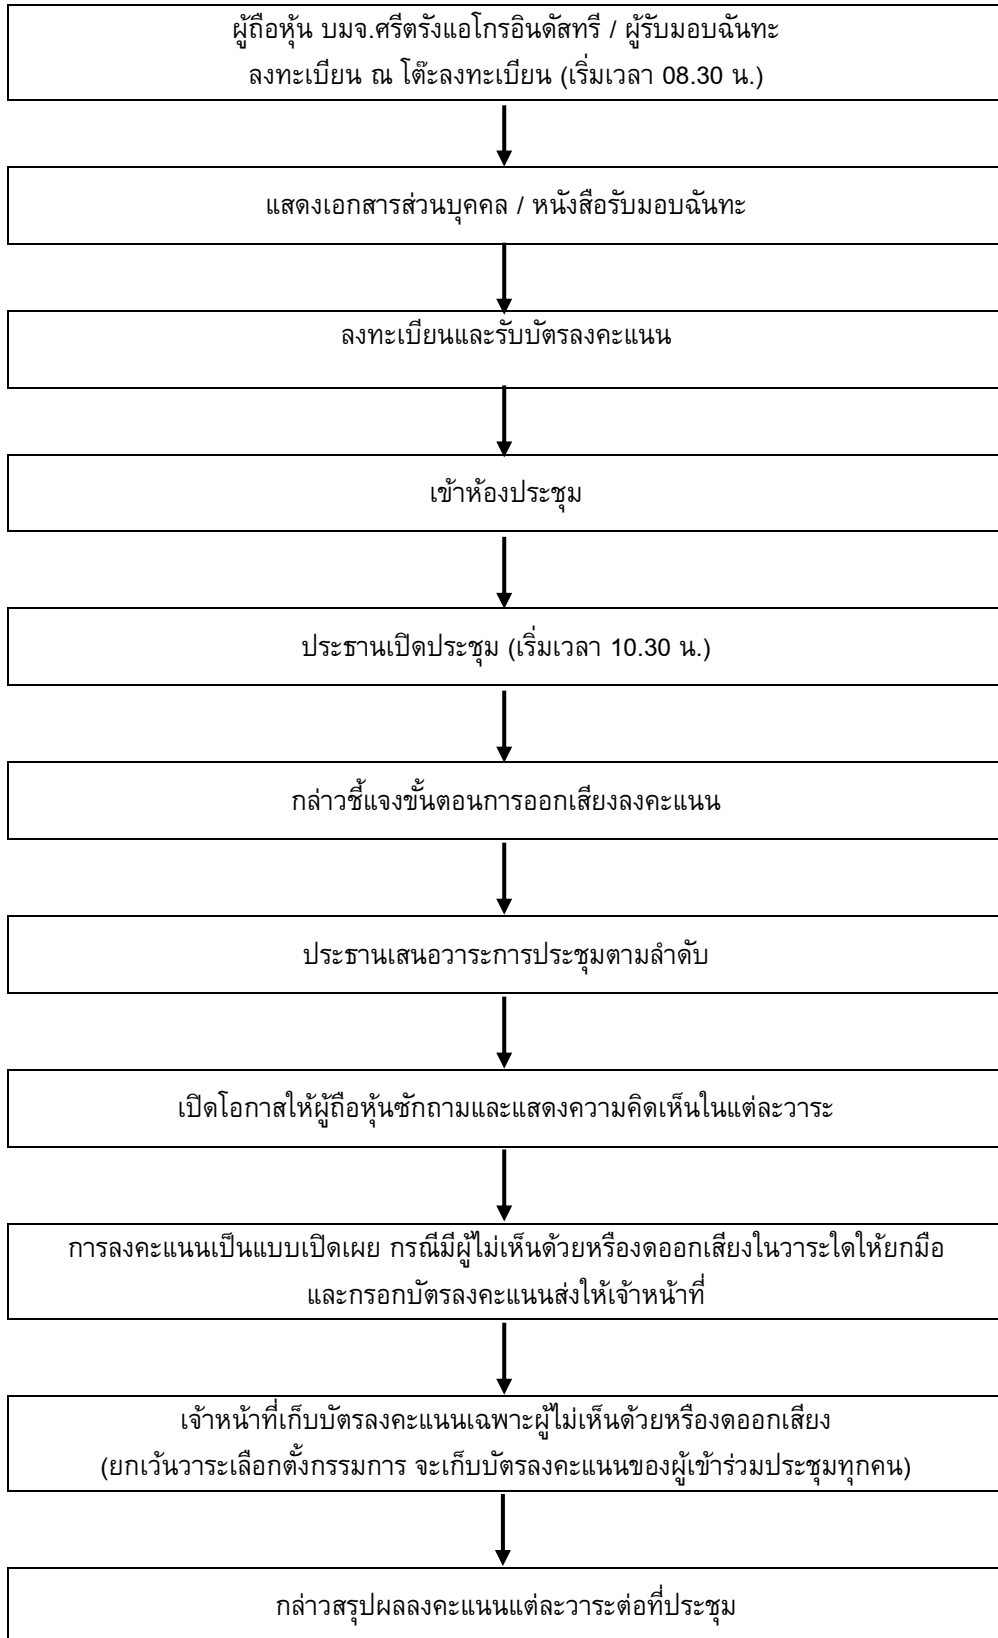 ผู้ถือหุ้น บมจ.ศรีตรังแอโกรอินดัสทรี / ผู้รับมอบฉันทะ
ลงทะเบียน ณ โต๊ะลงทะเบียน (เริ่มเวลา 08.30 น.)
แสดงเอกสารส่วนบุคคล / หนังสือรับมอบฉันทะ
ลงทะเบียนและรับบัตรลงคะแนน
เข้าห้องประชุม
ประธานเปิดประชุม (เริ่มเวลา 10.30 น.)
กล่าวชี้แจงขั้นตอนการออกเสียงลงคะแนน
ประธานเสนอวาระการประชุมตามลำดับ
เปิดโอกาสให้ผู้ถือหุ้นซักถามและแสดงความคิดเห็นในแต่ละวาระ
การลงคะแนนเป็นแบบเปิดเผย กรณีมีผู้ไม่เห็นด้วยหรืองดออกเสียงในวาระใดให้ยกมือ
และกรอกบัตรลงคะแนนส่งให้เจ้าหน้าที่
เจ้าหน้าที่เก็บบัตรลงคะแนนเฉพาะผู้ไม่เห็นด้วยหรืองดออกเสียง
(ยกเว้นวาระเลือกตั้งกรรมการ จะเก็บบัตรลงคะแนนของผู้เข้าร่วมประชุมทุกคน)
กล่าวสรุปผลลงคะแนนแต่ละวาระต่อที่ประชุม